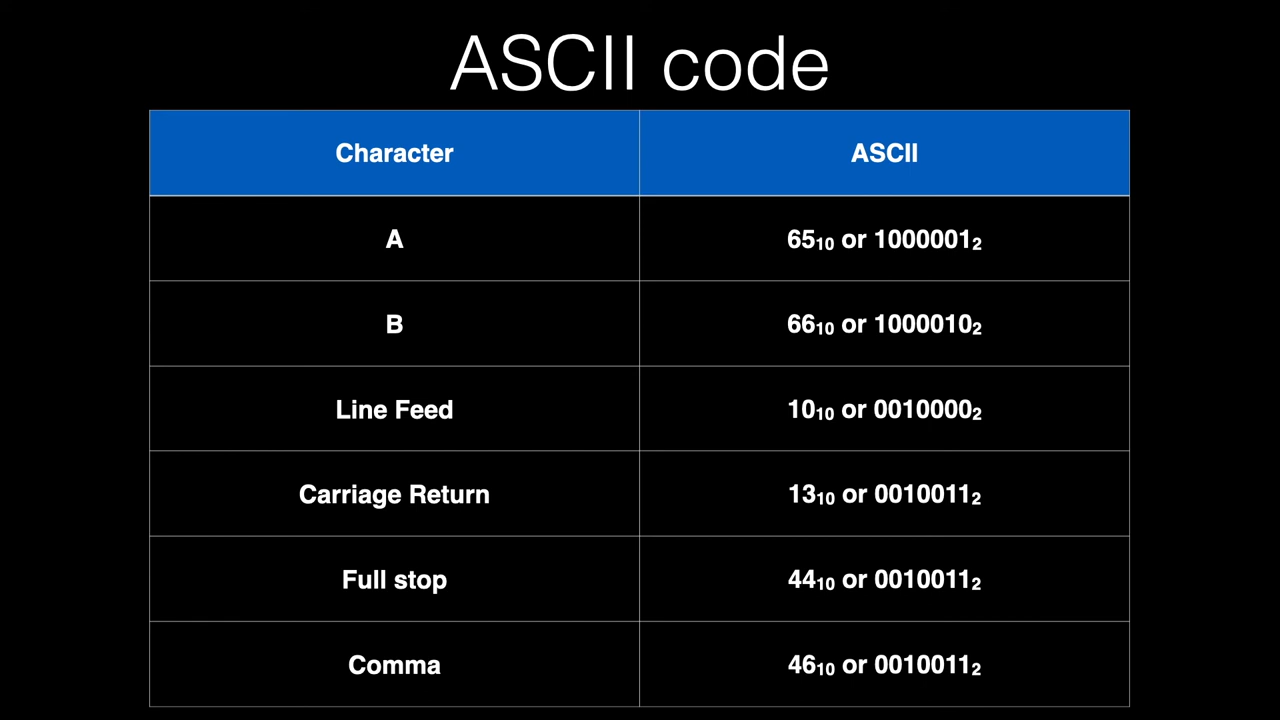 ASCII code
Character ASCII
A 65₁₀ or 1000001₂
B 66₁₀ or 1000010₂
Line Feed 10₁₀ or 0010000₂
Carriage Return 13₁₀ or 0010011₂
Full stop 44₁₀ or 0010011₂
Comma 46₁₀ or 0010011₂